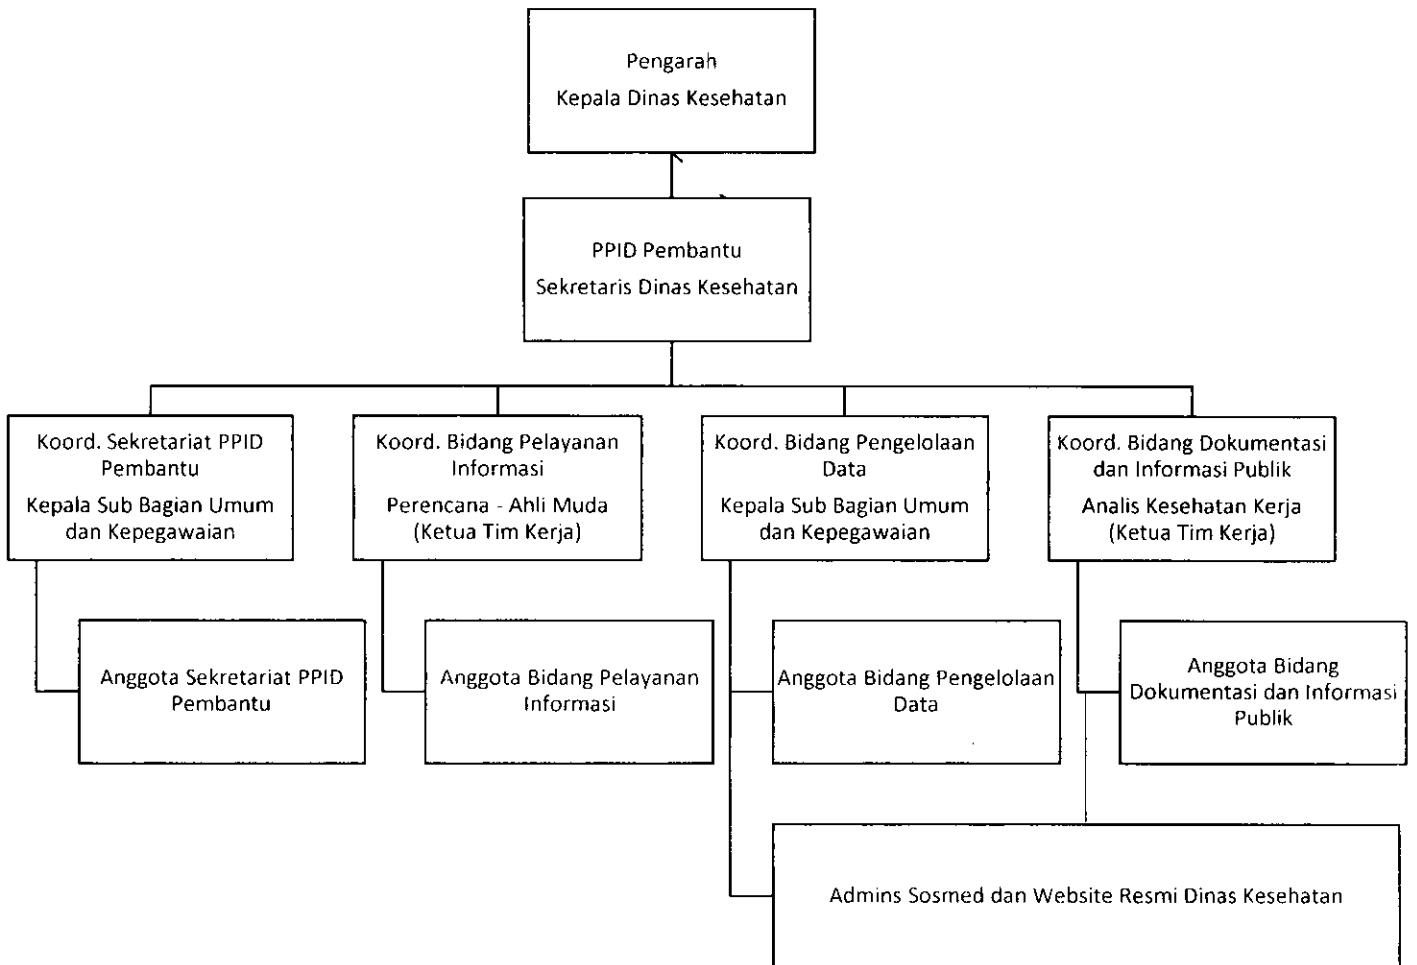 Pengarah
Kepala Dinas Kesehatan
PPID Pembantu
Sekretaris Dinas Kesehatan
Koord. Sekretariat PPID
Pembantu
Kepala Sub Bagian Umum
dan Kepegawaian
Koord. Bidang Pelayanan
Informasi
Perencana - Ahli Muda
(Ketua Tim Kerja)
Koord. Bidang Pengelolaan
Data
Kepala Sub Bagian Umum
dan Kepegawaian
Koord. Bidang Dokumentasi
dan Informasi Publik
Analis Kesehatan Kerja
(Ketua Tim Kerja)
Anggota Sekretariat PPID
Pembantu
Anggota Bidang Pelayanan
Informasi
Anggota Bidang Pengelolaan
Data
Anggota Bidang
Dokumentasi dan Informasi
Publik
Admins Sosmed dan Website Resmi Dinas Kesehatan